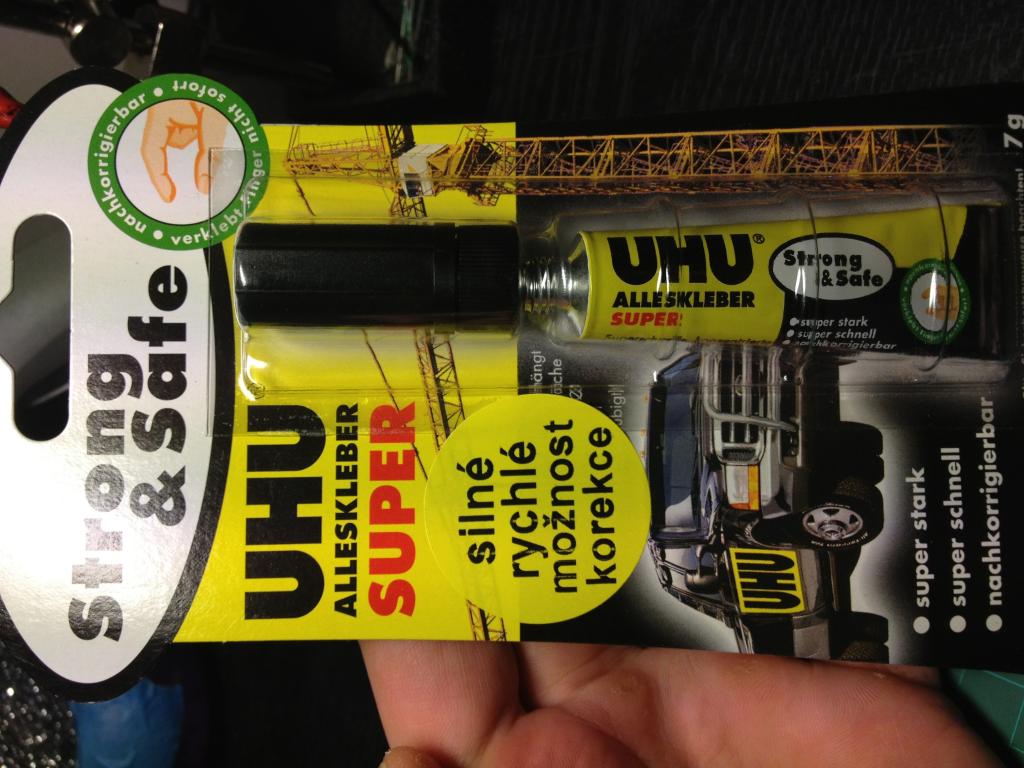 Strong
& Safe
nachkorrigierbar • verklebt Finger nicht sofort •
UHU®
ALLESKLEBER
SUPER
silné
rychlé
možnost
korekce
UHU®
ALLESKLEBER
SUPER
Strong
& Safe
• super stark
• super schnell
• nachkorrigierbar
UHU
• super stark
• super schnell
• nachkorrigierbar
7g